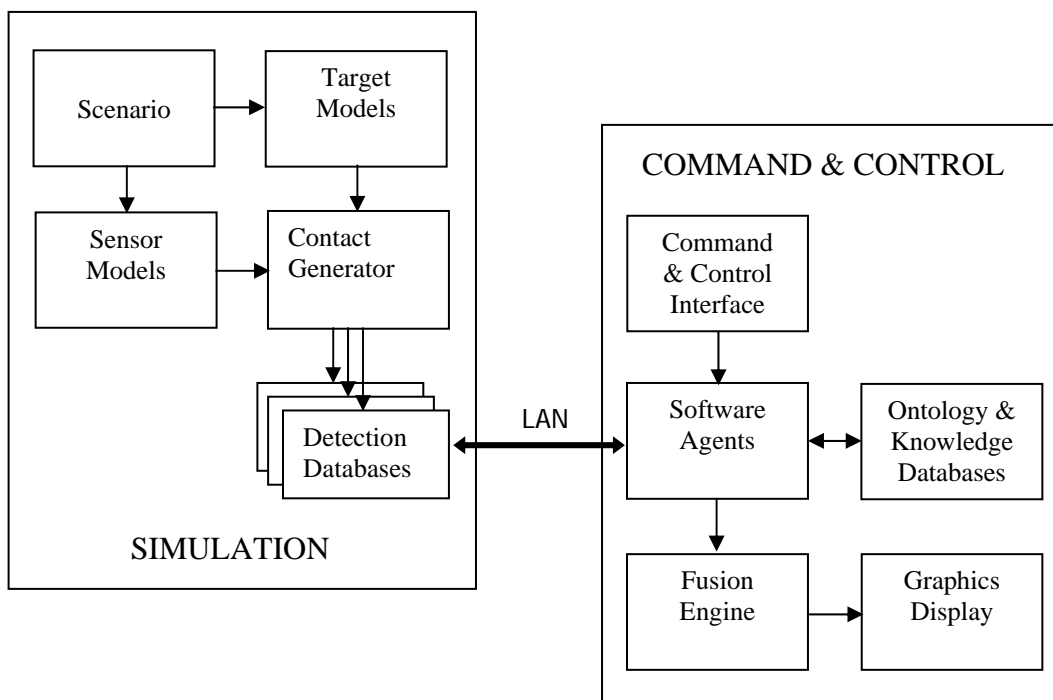 Scenario
Target
Models
Sensor
Models
Contact
Generator
Detection
Databases
SIMULATION
LAN
COMMAND & CONTROL
Command
& Control
Interface
Software
Agents
Ontology &
Knowledge
Databases
Fusion
Engine
Graphics
Display